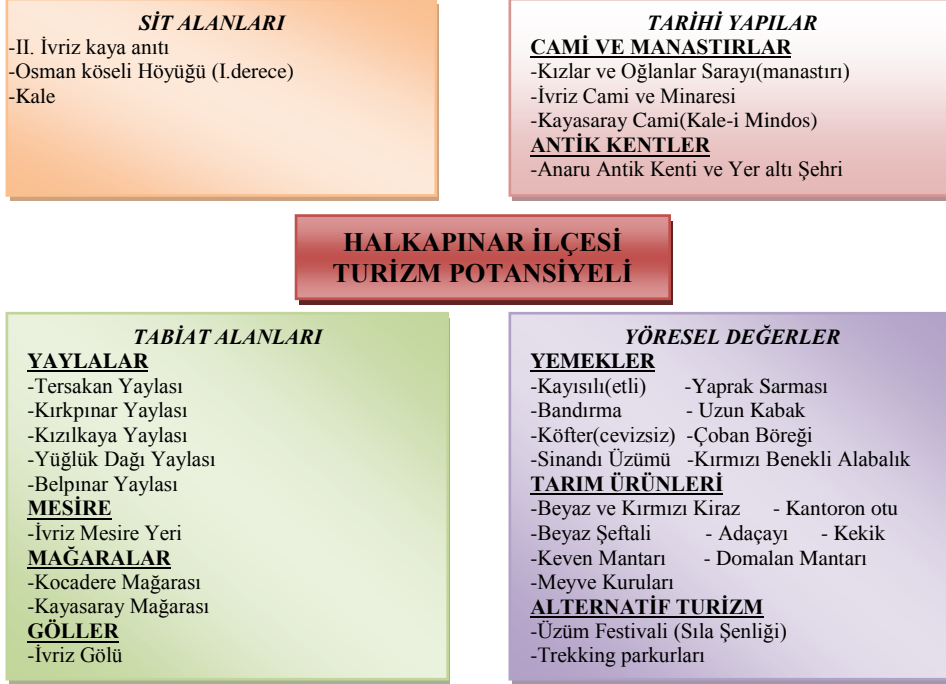 SİT ALANLARI
-II. İvriz kaya anıtı
-Osman köseli Höyüğü (I.derece)
-Kale
TARİHİ YAPILAR
CAMİ VE MANASTIRLAR
-Kızlar ve Oğlanlar Sarayı(manastırı)
-İvriz Cami ve Minaresi
-Kayasaray Cami(Kale-i Mindos)
ANTİK KENTLER
-Anaru Antik Kenti ve Yer altı Şehri
HALKAPINAR İLÇESİ
TURİZM POTANSİYELİ
TABİAT ALANLARI
YAYLALAR
-Tersakan Yaylası
-Kırkpınar Yaylası
-Kızılkaya Yaylası
-Yüğlük Dağı Yaylası
-Belpınar Yaylası
MESİRE
-İvriz Mesire Yeri
MAĞARALAR
-Kocadere Mağarası
-Kayasaray Mağarası
GÖLLER
-İvriz Gölü
YÖRESEL DEĞERLER
YEMEKLER
-Kayısılı(etli) -Yaprak Sarması
-Bandırma - Uzun Kabak
-Köfter(cevizsiz) -Çoban Böreği
-Sinandı Üzümü -Kırmızı Benekli Alabalık
TARIM ÜRÜNLERİ
-Beyaz ve Kırmızı Kiraz - Kantoron otu
-Beyaz Şeftali - Adaçayı - Kekik
-Keven Mantarı - Domalan Mantarı
-Meyve Kuruları
ALTERNATİF TURİZM
-Üzüm Festivali (Sıla Şenliği)
-Trekking parkurları